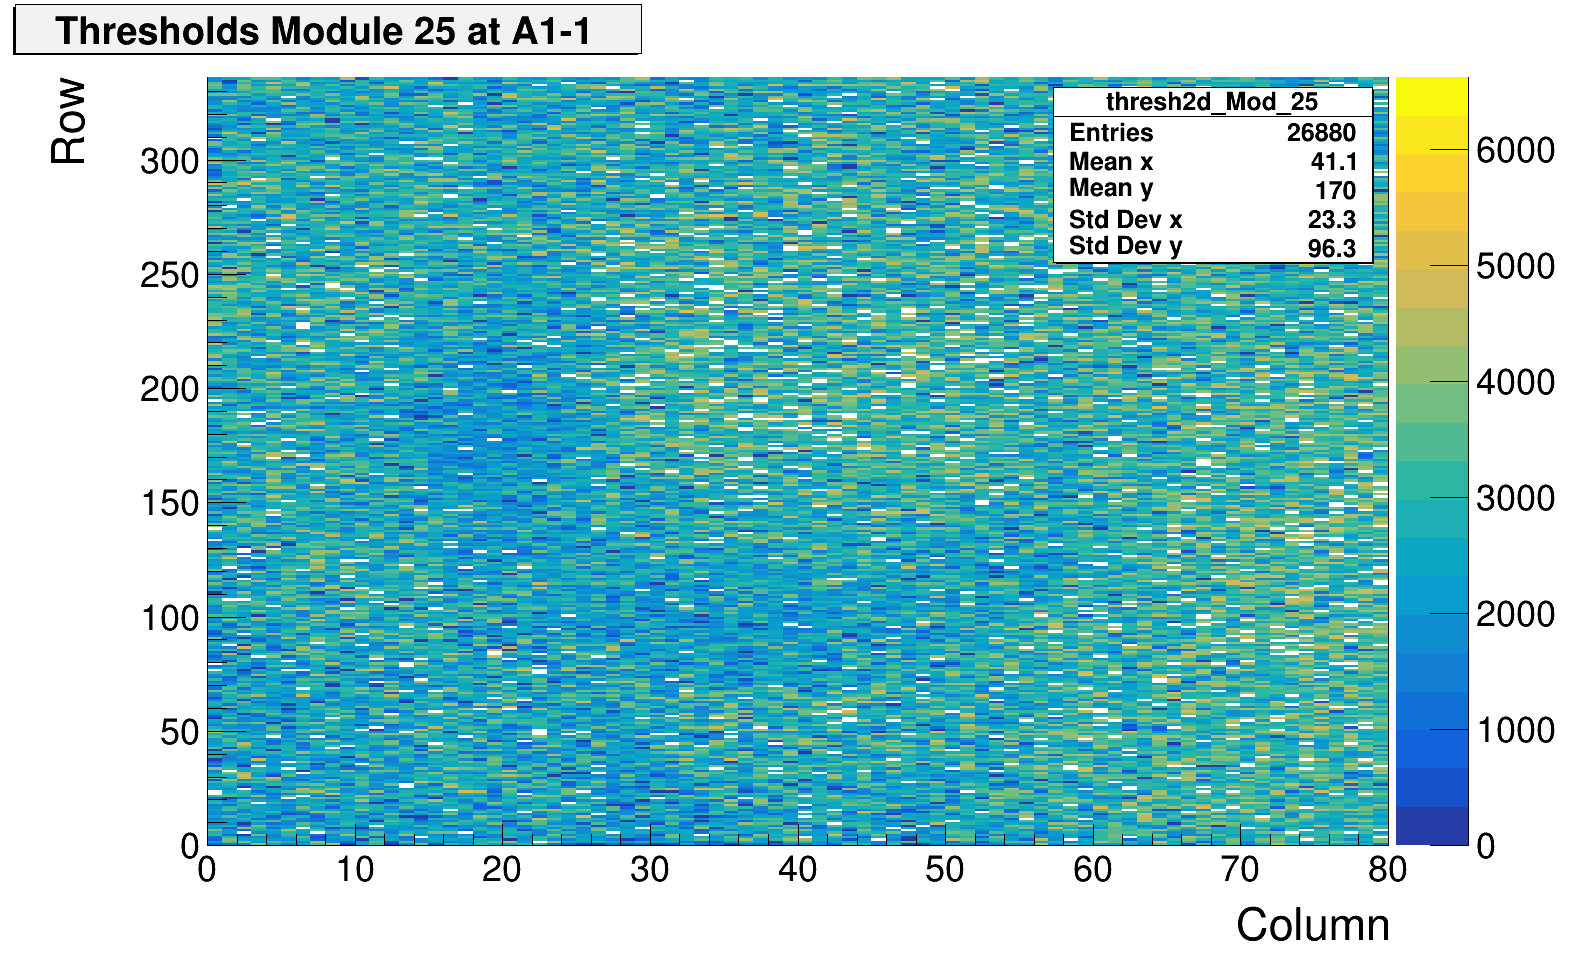 Thresholds Module 25 at A1-1
Row
thresh2d_Mod_25
Entries 26880
Mean x 41.1
Mean y 170
Std Dev x 23.3
Std Dev y 96.3
300
250
200
150
100
50
0
0 10 20 30 40 50 60 70 80
Column
6000
5000
4000
3000
2000
1000
0